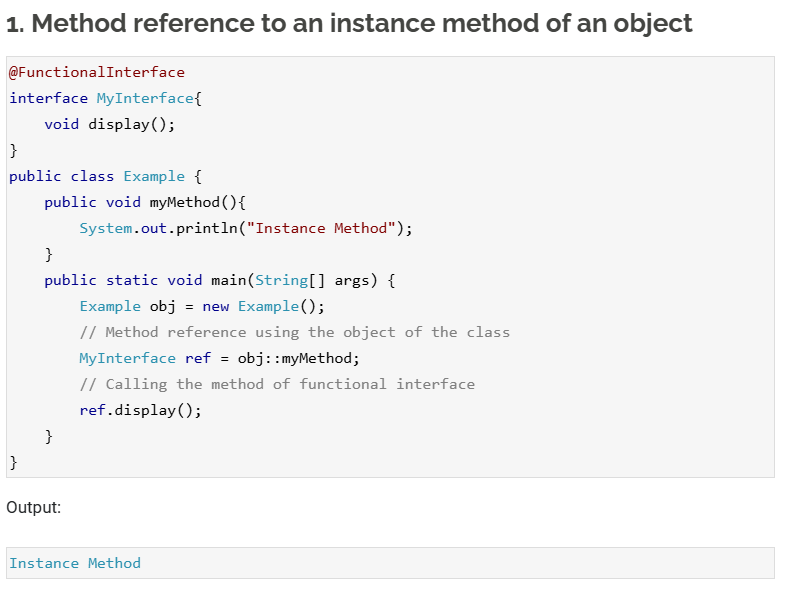 1. Method reference to an instance method of an object
@FunctionalInterface
interface MyInterface{
    void display();
}
public class Example {
    public void myMethod(){
        System.out.println("Instance Method");
    }
    public static void main(String[] args) {
        Example obj = new Example();
        // Method reference using the object of the class
        MyInterface ref = obj::myMethod;
        // Calling the method of functional interface
        ref.display();
    }
}
Output:
Instance Method